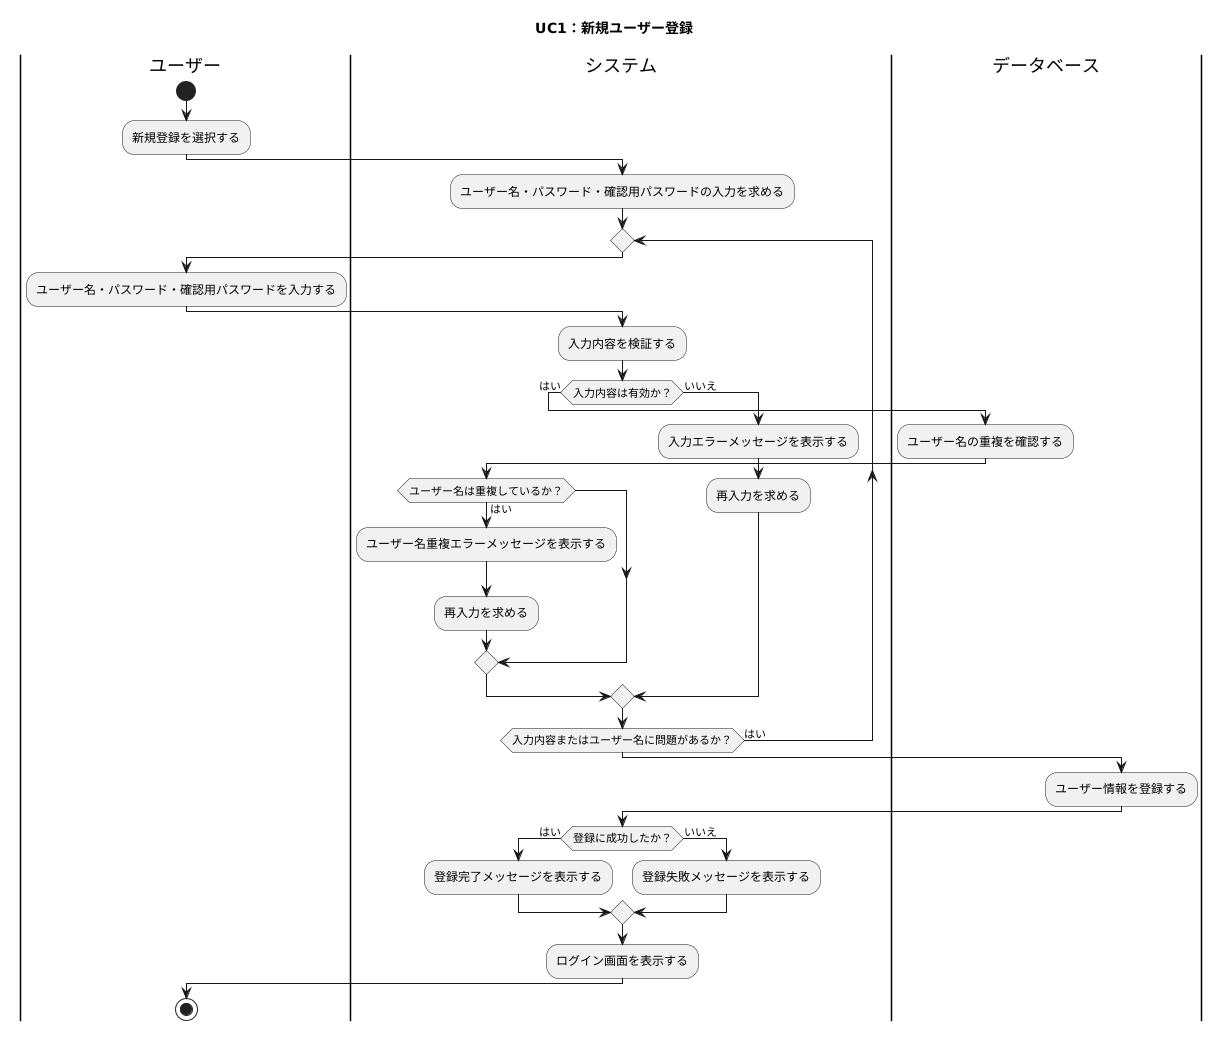 UC1：新規ユーザー登録
ユーザー
システム
データベース
新規登録を選択する
ユーザー名・パスワード・確認用パスワードの入力を求める
ユーザー名・パスワード・確認用パスワードを入力する
入力内容を検証する
はい
入力内容は有効か？
いいえ
入力エラーメッセージを表示する
ユーザー名の重複を確認する
ユーザー名は重複しているか？
再入力を求める
はい
ユーザー名重複エラーメッセージを表示する
再入力を求める
入力内容またはユーザー名に問題があるか？
はい
ユーザー情報を登録する
はい
登録に成功したか？
いいえ
登録完了メッセージを表示する
登録失敗メッセージを表示する
ログイン画面を表示する